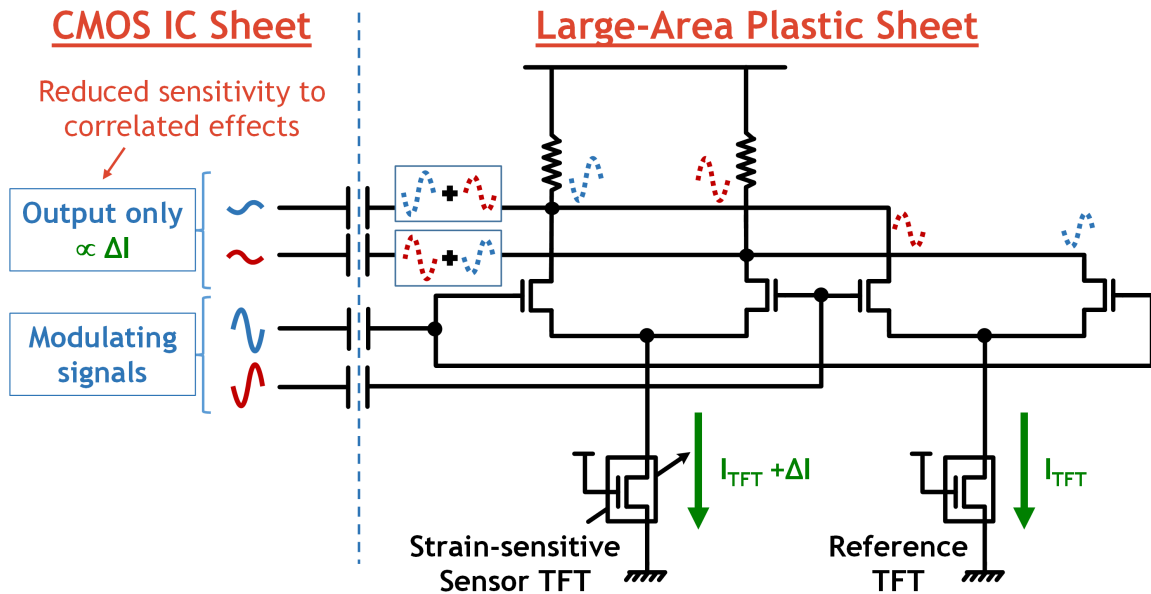 CMOS IC Sheet
Large-Area Plastic Sheet
Reduced sensitivity to
correlated effects
Output only
∝ ΔI
+
+
Modulating
signals
I_TFT +ΔI
I_TFT
Strain-sensitive
Sensor TFT
Reference
TFT